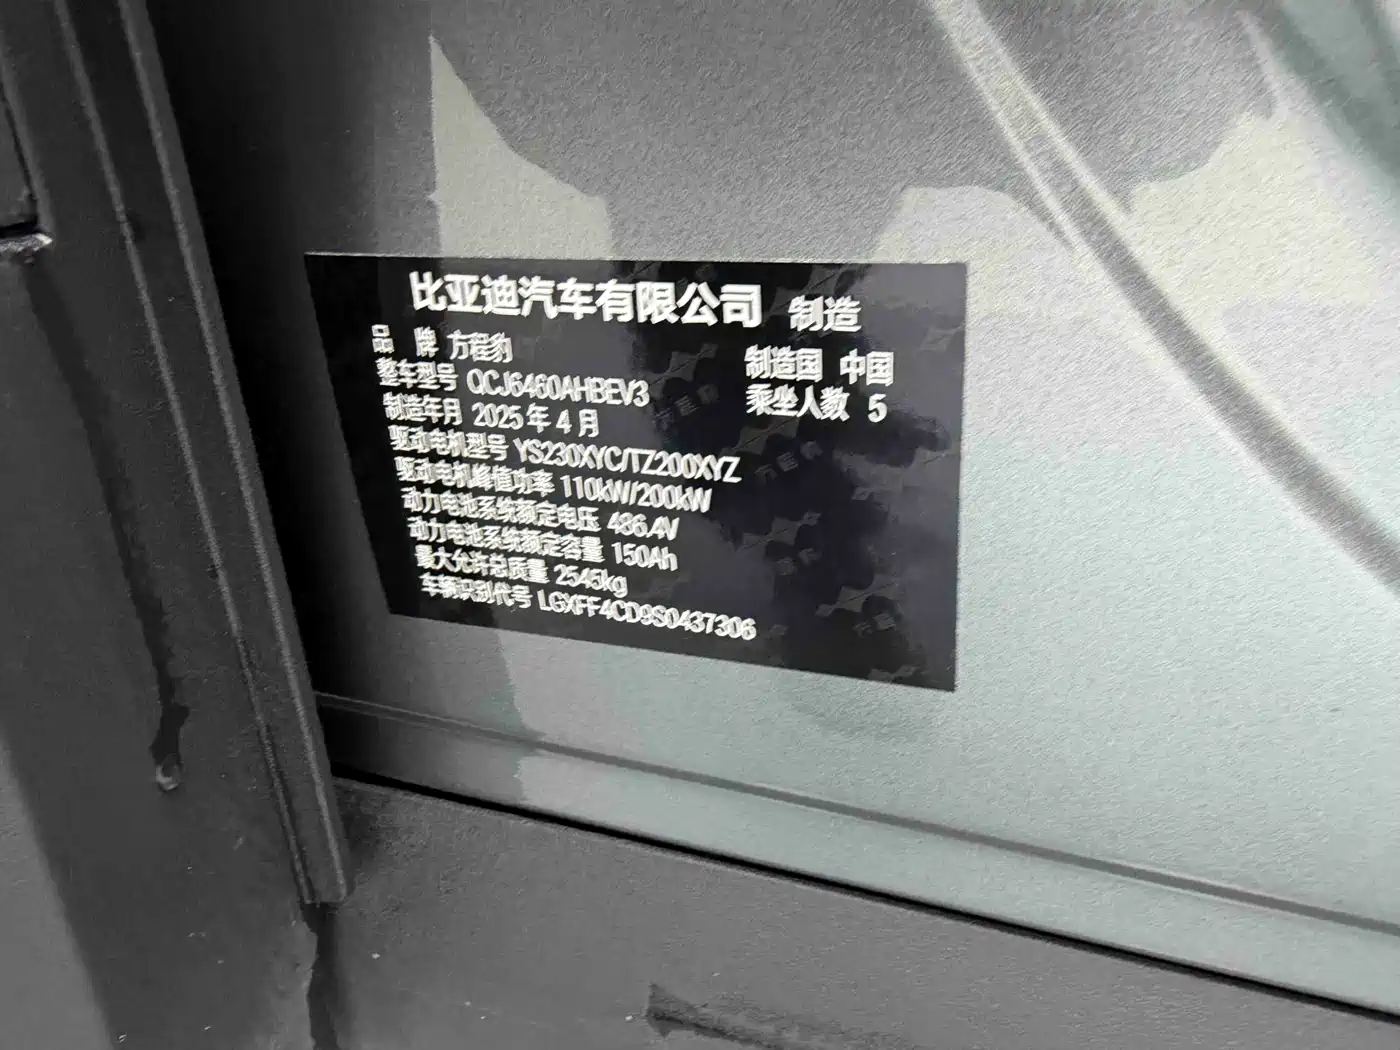 比亚迪汽车有限公司 制造
品 牌 方程豹
制造国 中国
整车型号 QCJ6460AHBEV3
乘坐人数 5
制造年月 2025年4月
驱动电机型号 YS230XYC/TZ200XYZ
驱动电机峰值功率 110kW/200kW
动力电池系统额定电压 486.4V
动力电池系统额定容量 150Ah
最大允许总质量 2545kg
车辆识别代号 LGXFF4CD9S0437306